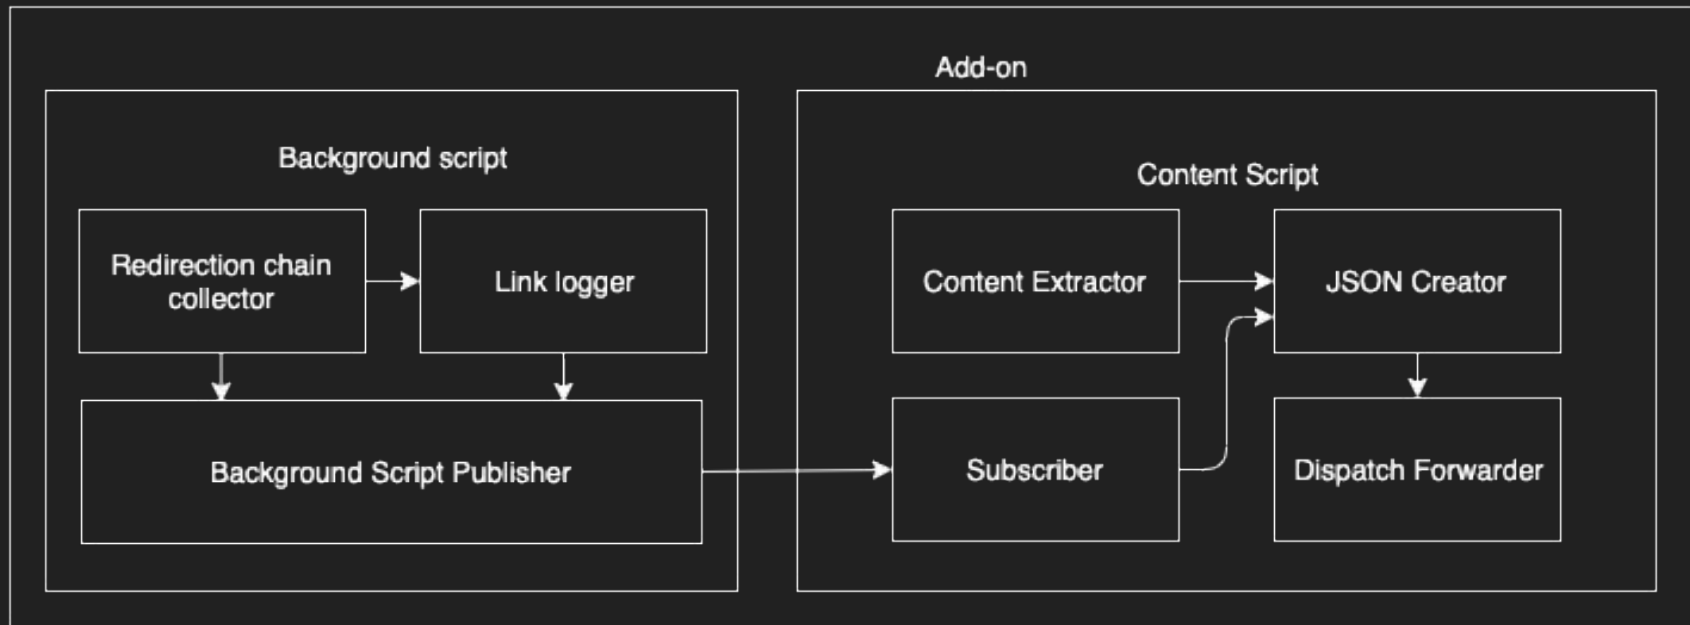 Add-on
Background script
Redirection chain
collector
Link logger
Background Script Publisher
Content Script
Content Extractor
JSON Creator
Subscriber
Dispatch Forwarder